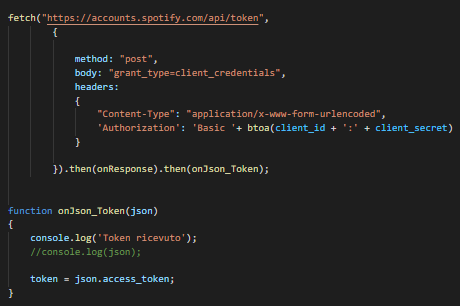 fetch("https://accounts.spotify.com/api/token",
{
method: "post",
body: "grant_type=client_credentials",
headers:
{
"Content-Type": "application/x-www-form-urlencoded",
'Authorization': 'Basic '+ btoa(client_id + ':' + client_secret)
}
}).then(onResponse).then(onJson_Token);
function onJson_Token(json)
{
console.log('Token ricevuto');
//console.log(json);
token = json.access_token;
}